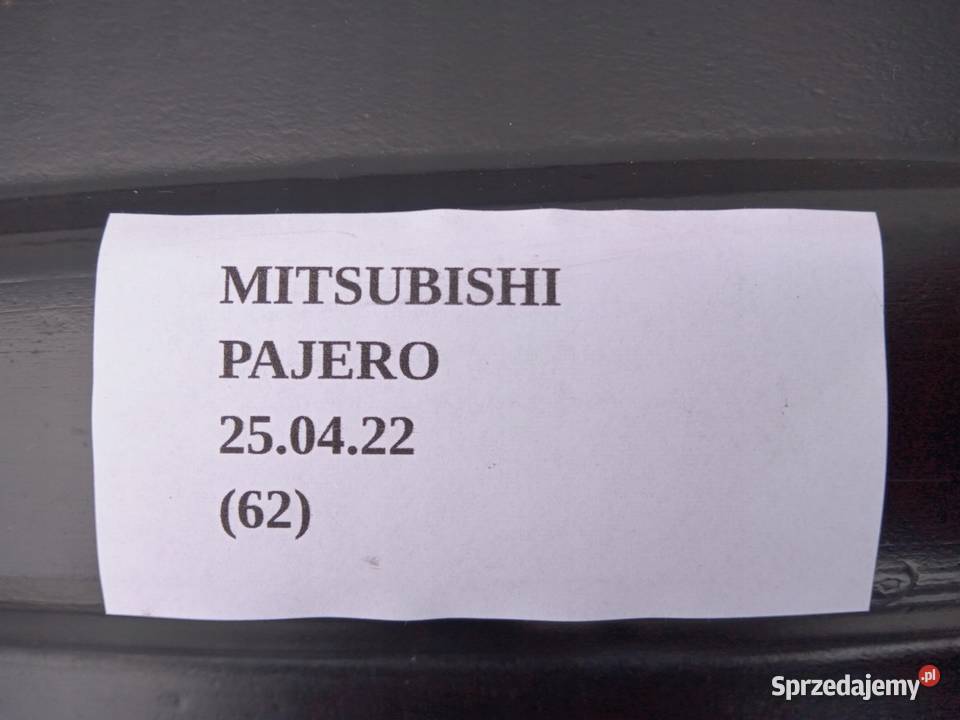 MITSUBISHI
PAJERO
25.04.22
(62)
Sprzedajemy.pl